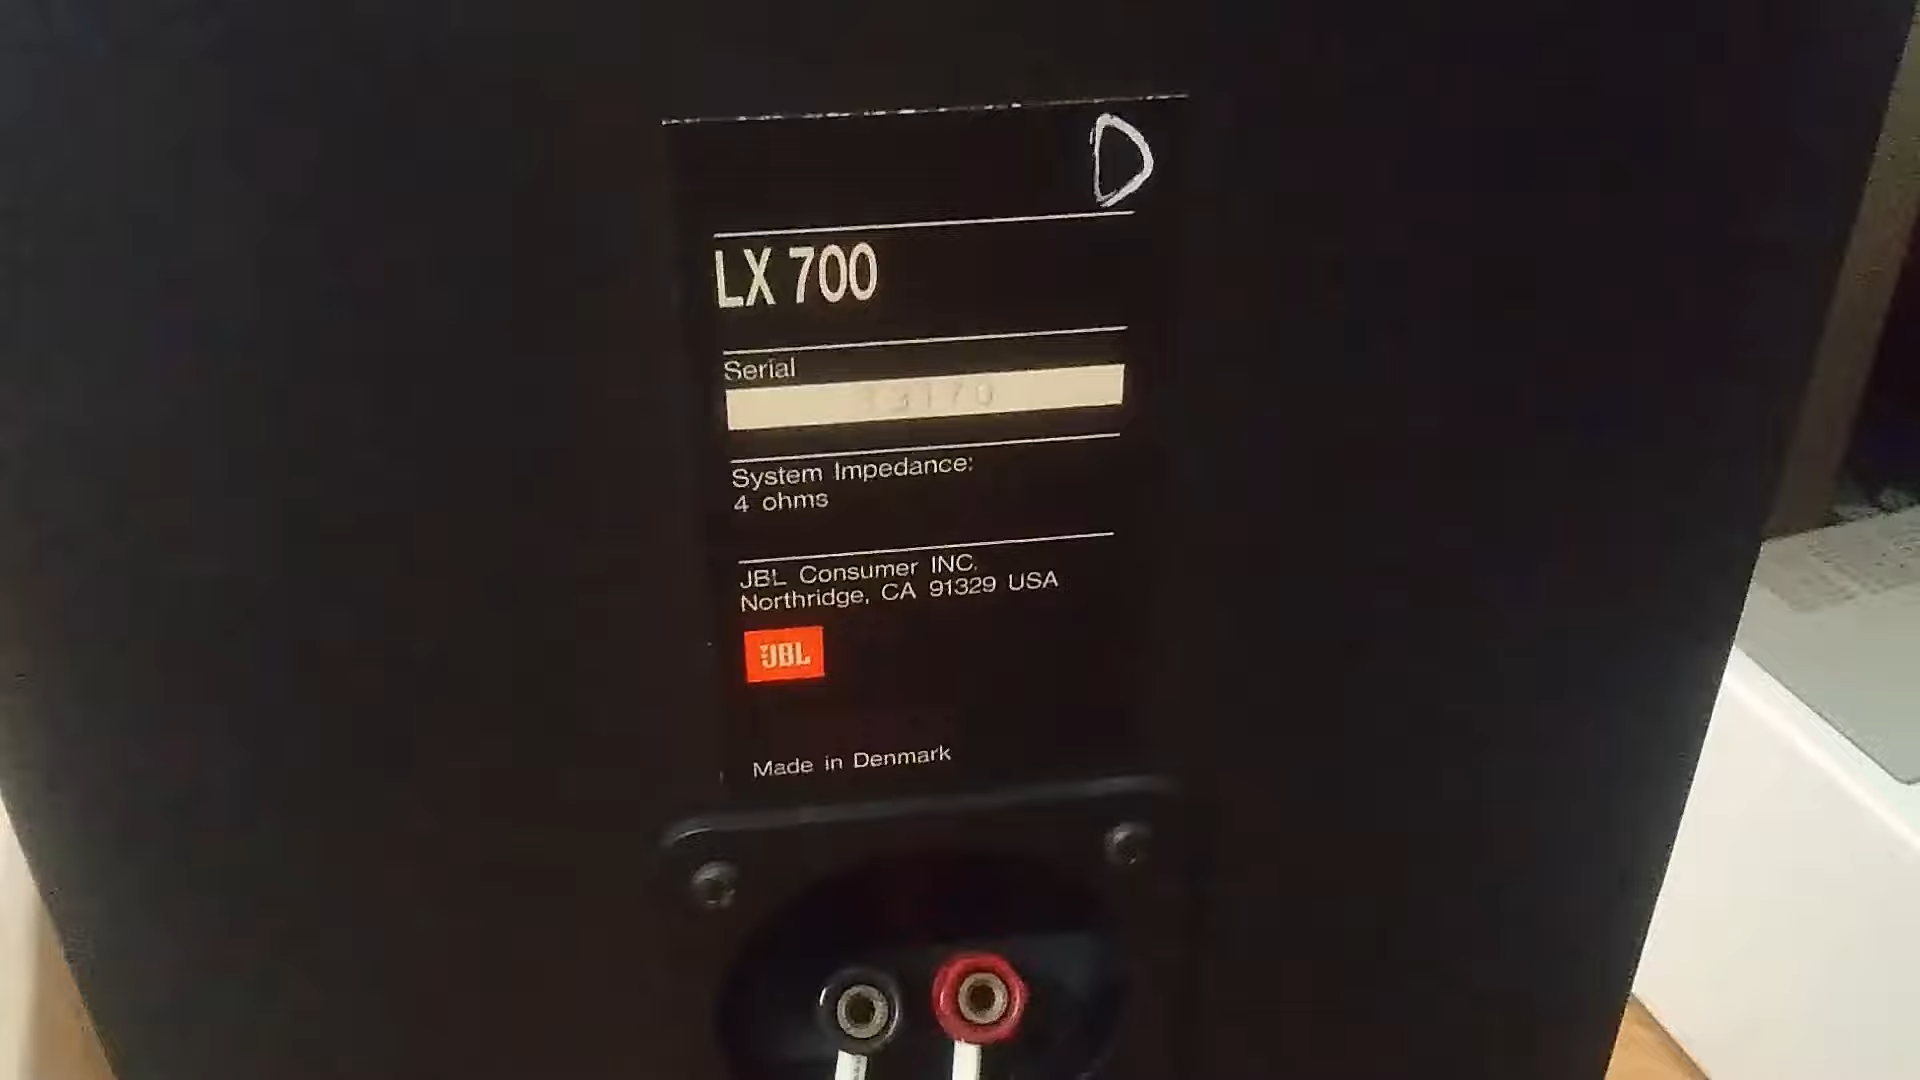 D
LX 700
Serial
System Impedance:
4 ohms
JBL Consumer INC.
Northridge, CA 91329 USA
JBL
Made in Denmark